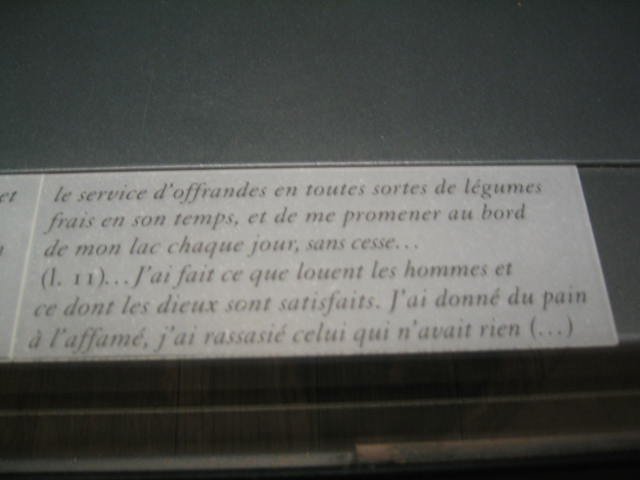 et
le service d'offrandes en toutes sortes de légumes
frais en son temps, et de me promener au bord
de mon lac chaque jour, sans cesse...
(l. 11)...J'ai fait ce que louent les hommes et
ce dont les dieux sont satisfaits. J'ai donné du pain
à l'affamé, j'ai rassasié celui qui n'avait rien (...)